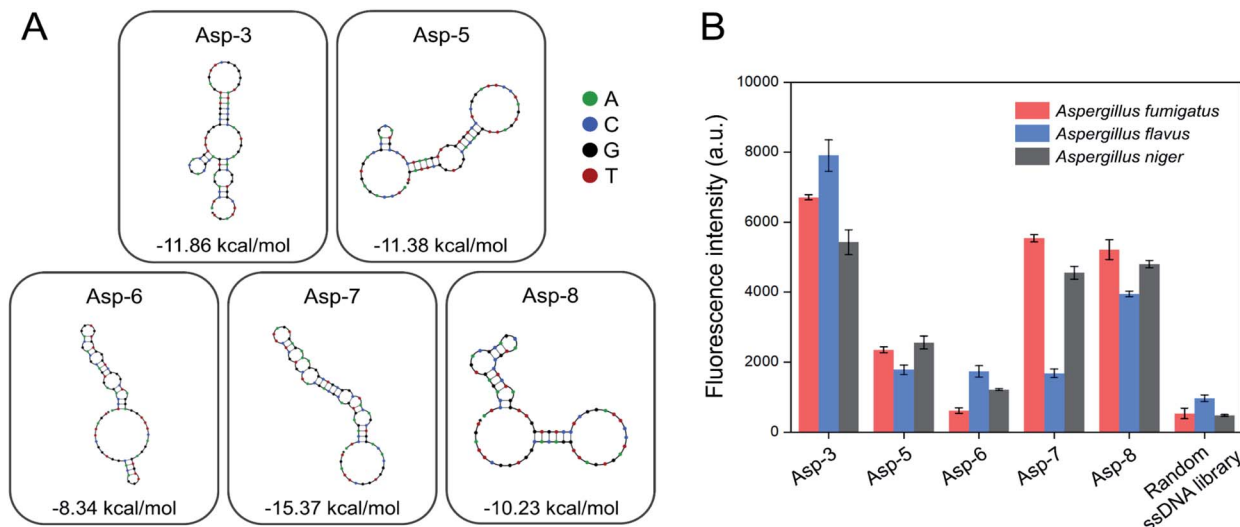 A
Asp-3
-11.86 kcal/mol
Asp-5
-11.38 kcal/mol
A
C
G
T
Asp-6
-8.34 kcal/mol
Asp-7
-15.37 kcal/mol
Asp-8
-10.23 kcal/mol
B
Fluorescence intensity (a.u.)
10000
8000
6000
4000
2000
0
Aspergillus fumigatus
Aspergillus flavus
Aspergillus niger
Asp-3
Asp-5
Asp-6
Asp-7
Asp-8
Random
ssDNA library